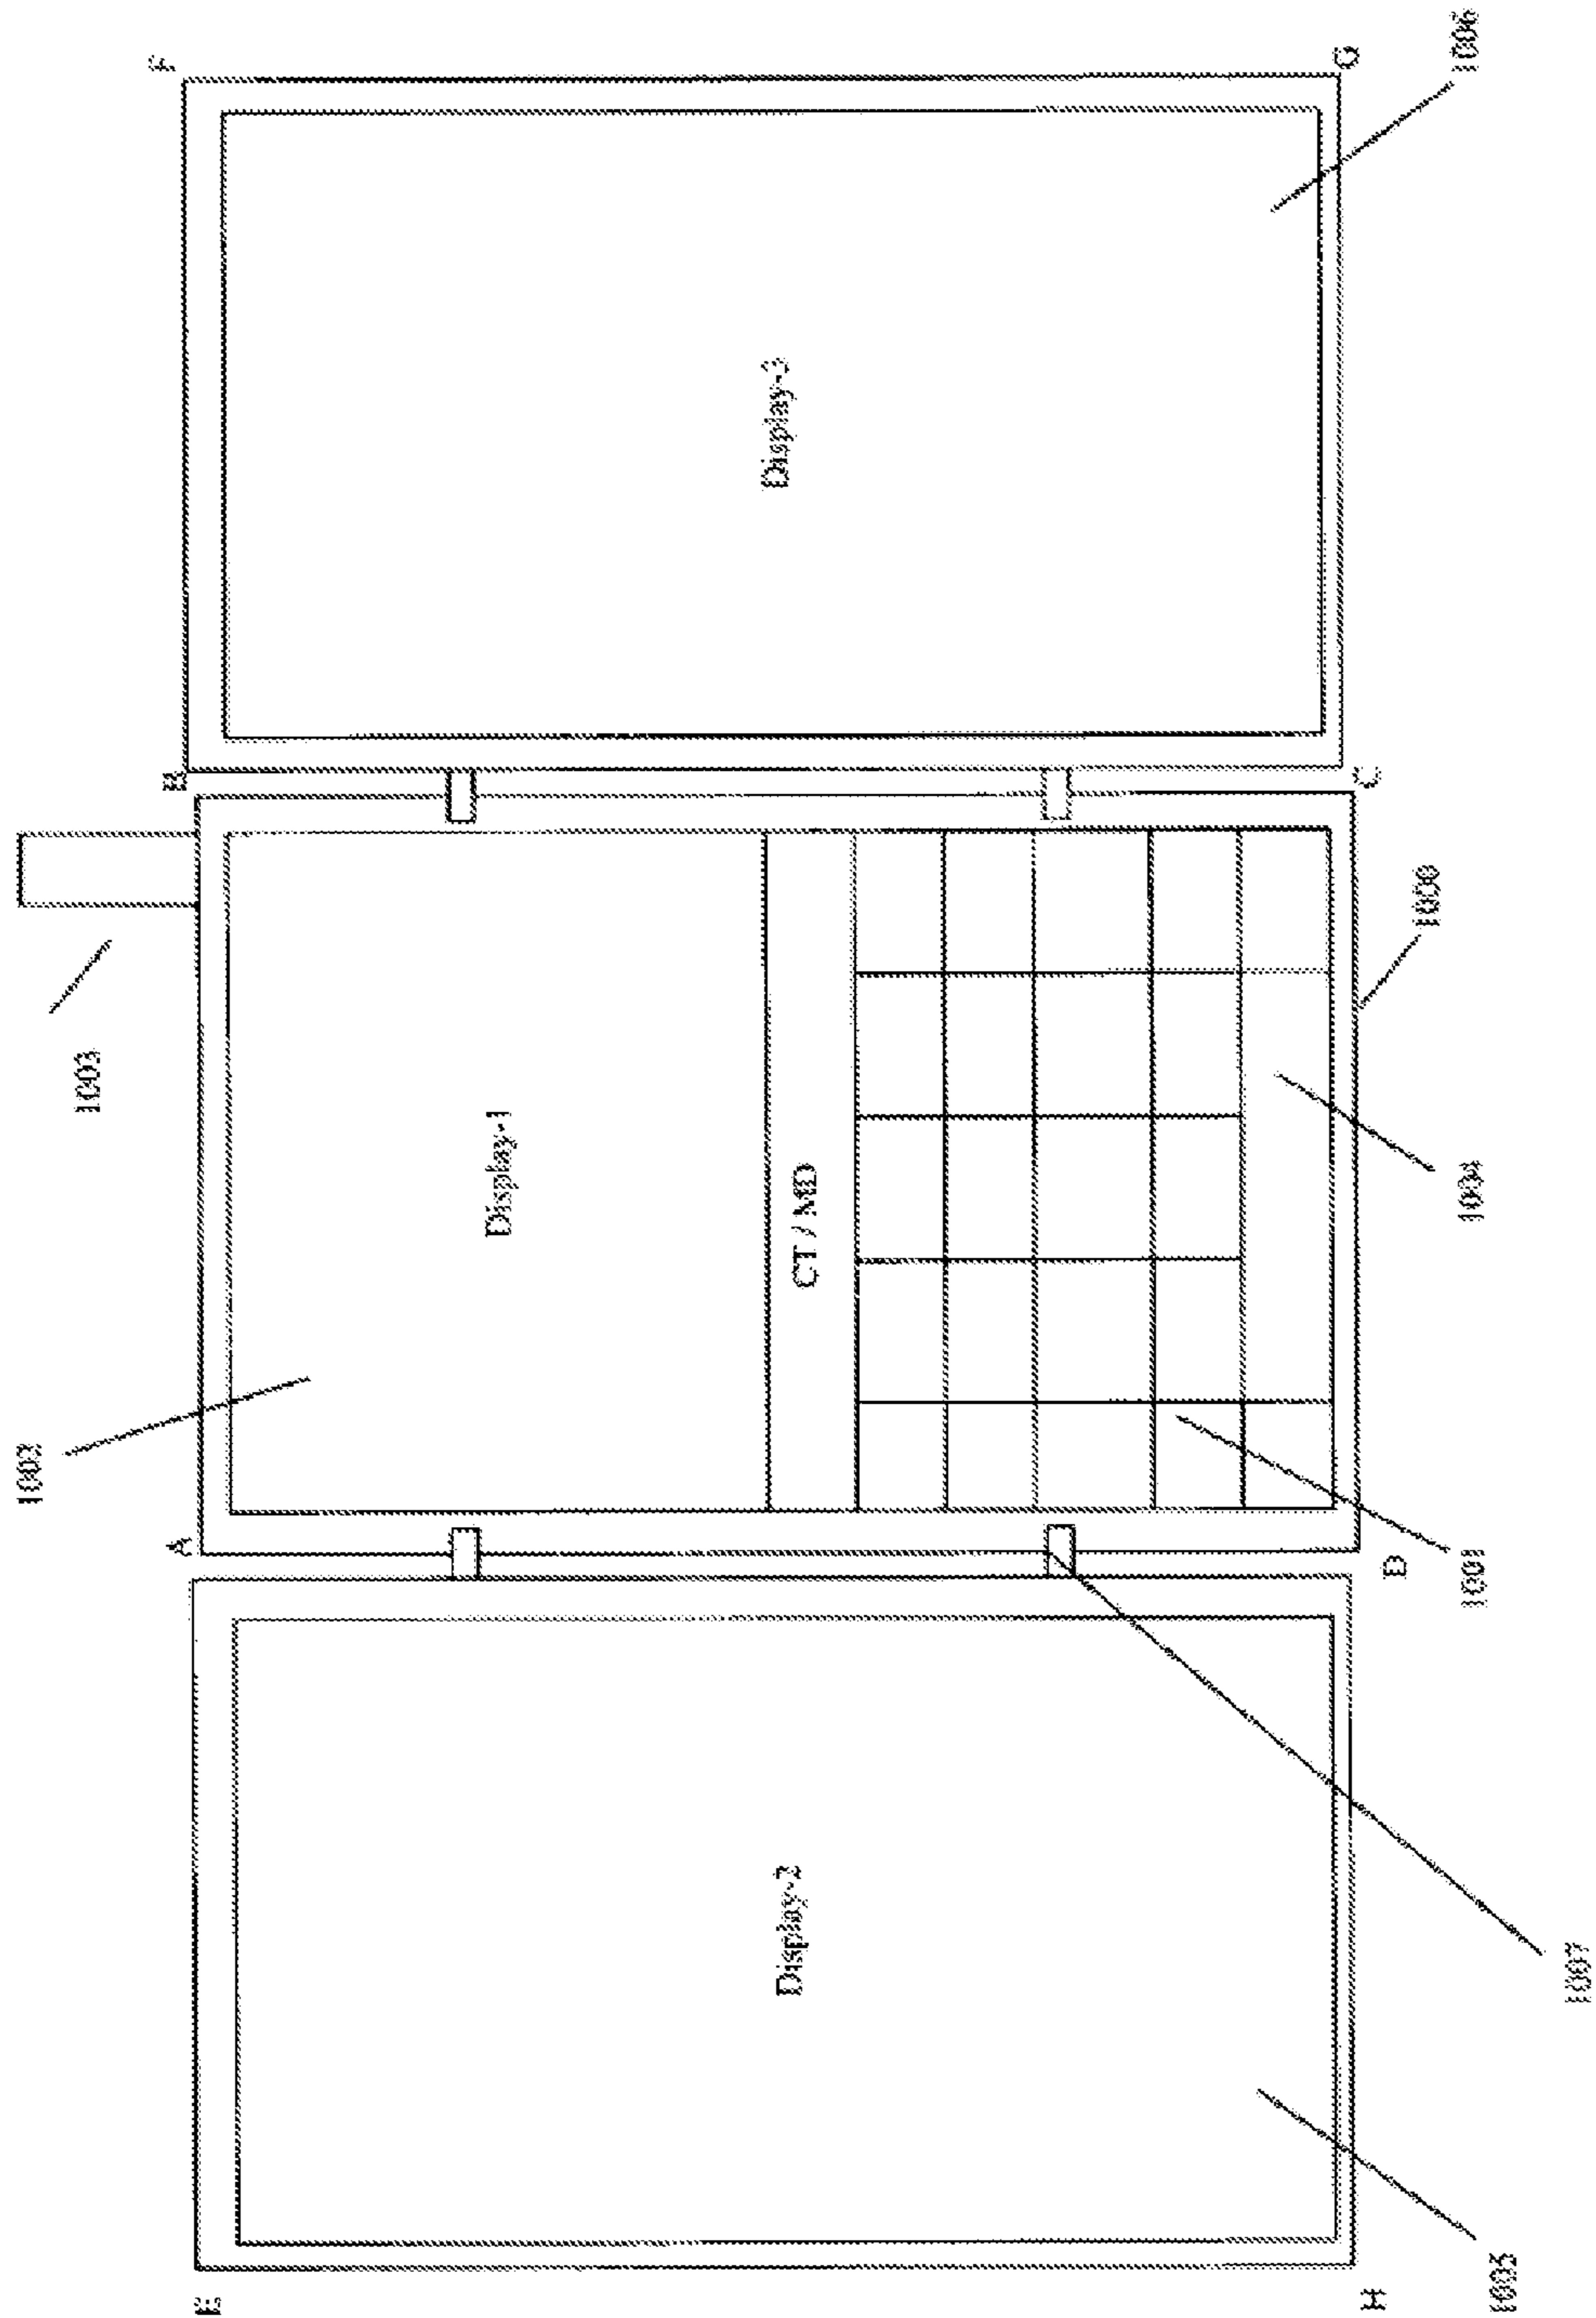 1002
1003
E
A
B
F
Display-1
Display-2
CT / MD
Display-3
H
D
C
G
1005
1001
1004
1000
1006
1007